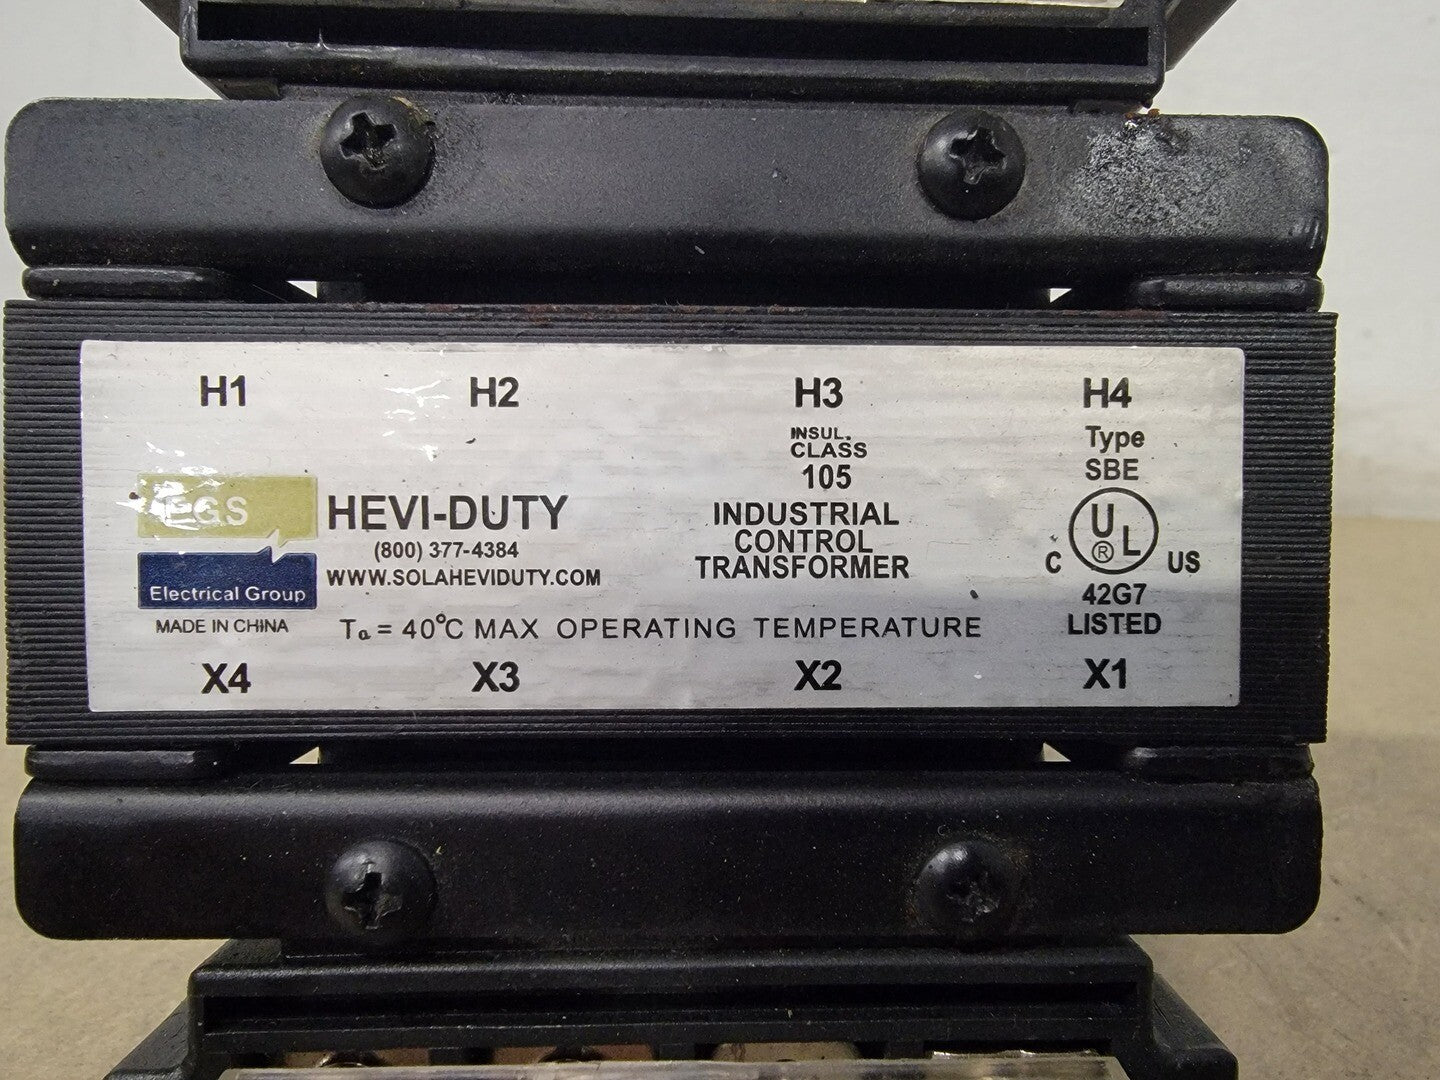 H1 H2 H3 H4
INSUL.
CLASS
105
Type
SBE
EGS
Electrical Group
MADE IN CHINA
HEVI-DUTY
(800) 377-4384
WWW.SOLAHEVIDUTY.COM
INDUSTRIAL
CONTROL
TRANSFORMER
C UL ® US
42G7
LISTED
Ta = 40°C MAX OPERATING TEMPERATURE
X4 X3 X2 X1